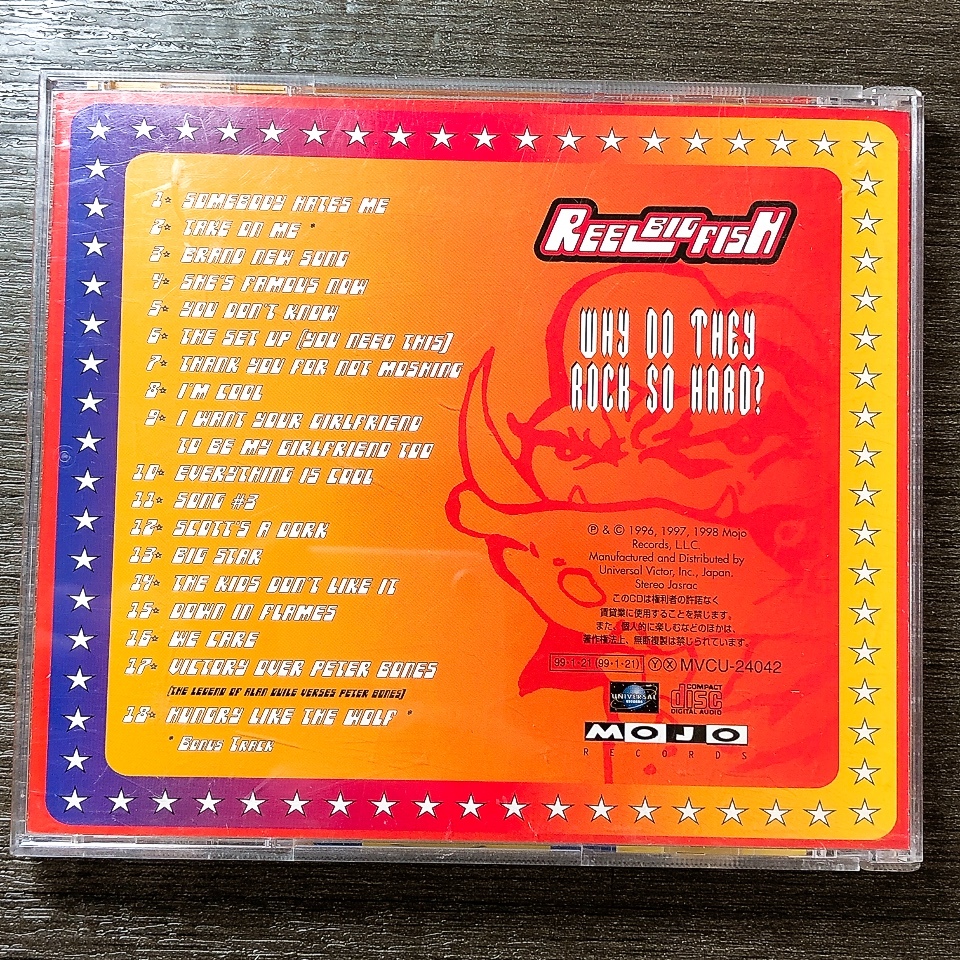 1☆ SOMEBODY HATES ME
2☆ TAKE ON ME *
3☆ BRAND NEW SONG
4☆ SHE'S FAMOUS NOW
5☆ YOU DON'T KNOW
6☆ THE SET UP (YOU NEED THIS)
7☆ THANK YOU FOR NOT MOSHING
8☆ I'M COOL
9☆ I WANT YOUR GIRLFRIEND
TO BE MY GIRLFRIEND TOO
10☆ EVERYTHING IS COOL
11☆ SONG #3
12☆ SCOTT'S A DORK
13☆ BIG STAR
14☆ THE KIDS DON'T LIKE IT
15☆ DOWN IN FLAMES
16☆ WE CARE
17☆ VICTORY OVER PETER BONES
(THE LEGEND OF ALAN QUILE VERSES PETER BONES)
18☆ HUNGRY LIKE THE WOLF *
* BONUS TRACK
REEL BIG FISH
WHY DO THEY
ROCK SO HARD?
℗ & © 1996, 1997, 1998 Mojo
Records, L.L.C.
Manufactured and Distributed by
Universal Victor, Inc., Japan.
Stereo Jasrac
このCDは権利者の許諾なく
賃貸業に使用することを禁じます。
また、個人的に楽しむなどのほかは、
著作権法上、無断複製は禁じられています。
99・1・21 (99・1・21) Ⓨ Ⓧ MVCU-24042
UNIVERSAL
RECORDS
COMPACT
disc
DIGITAL AUDIO
MOJO
RECORDS